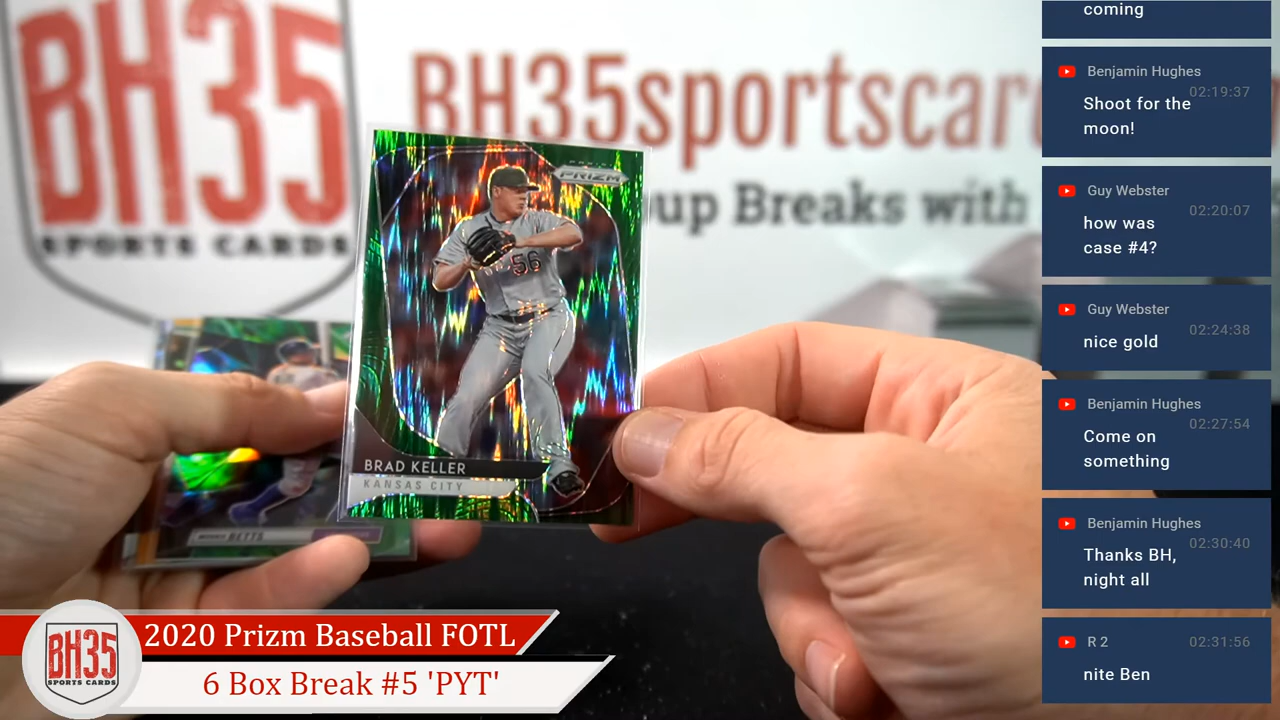 BH35
SPORTS CARDS
BH35sportscar
up Breaks with
PRIZM
56
BRAD KELLER
KANSAS CITY
BETTS
BH35
SPORTS CARDS
2020 Prizm Baseball FOTL
6 Box Break #5 'PYT'
coming
Benjamin Hughes
02:19:37
Shoot for the
moon!
Guy Webster
02:20:07
how was
case #4?
Guy Webster
02:24:38
nice gold
Benjamin Hughes
02:27:54
Come on
something
Benjamin Hughes
02:30:40
Thanks BH,
night all
R 2
02:31:56
nite Ben